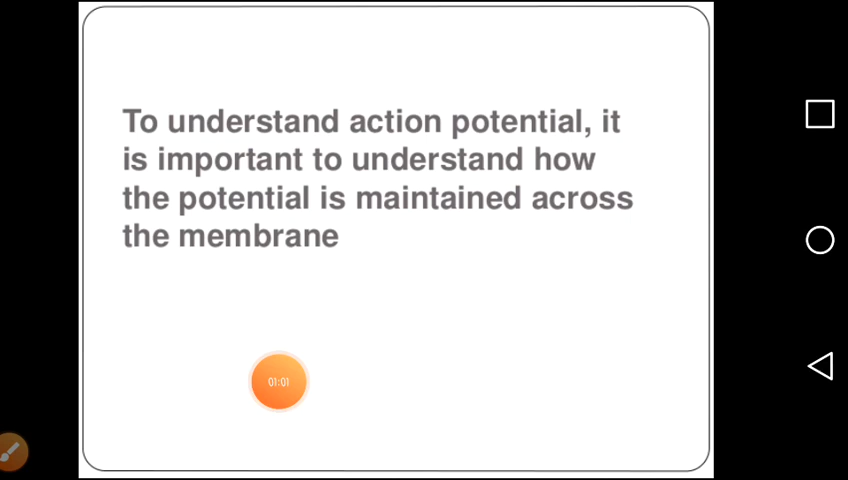 To understand action potential, it
is important to understand how
the potential is maintained across
the membrane
01:01